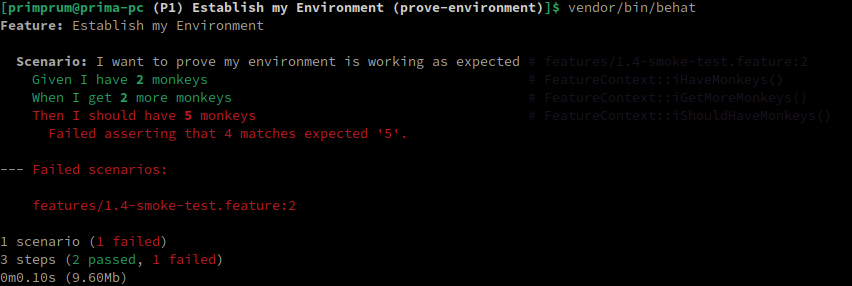 [primprum@prima-pc (P1) Establish my Environment (prove-environment)]$ vendor/bin/behat
Feature: Establish my Environment
Scenario: I want to prove my environment is working as expected # features/1.4-smoke-test.feature:2
Given I have 2 monkeys # FeatureContext::iHaveMonkeys()
When I get 2 more monkeys # FeatureContext::iGetMoreMonkeys()
Then I should have 5 monkeys # FeatureContext::iShouldHaveMonkeys()
Failed asserting that 4 matches expected '5'.
--- Failed scenarios:
features/1.4-smoke-test.feature:2
1 scenario (1 failed)
3 steps (2 passed, 1 failed)
0m0.10s (9.60Mb)